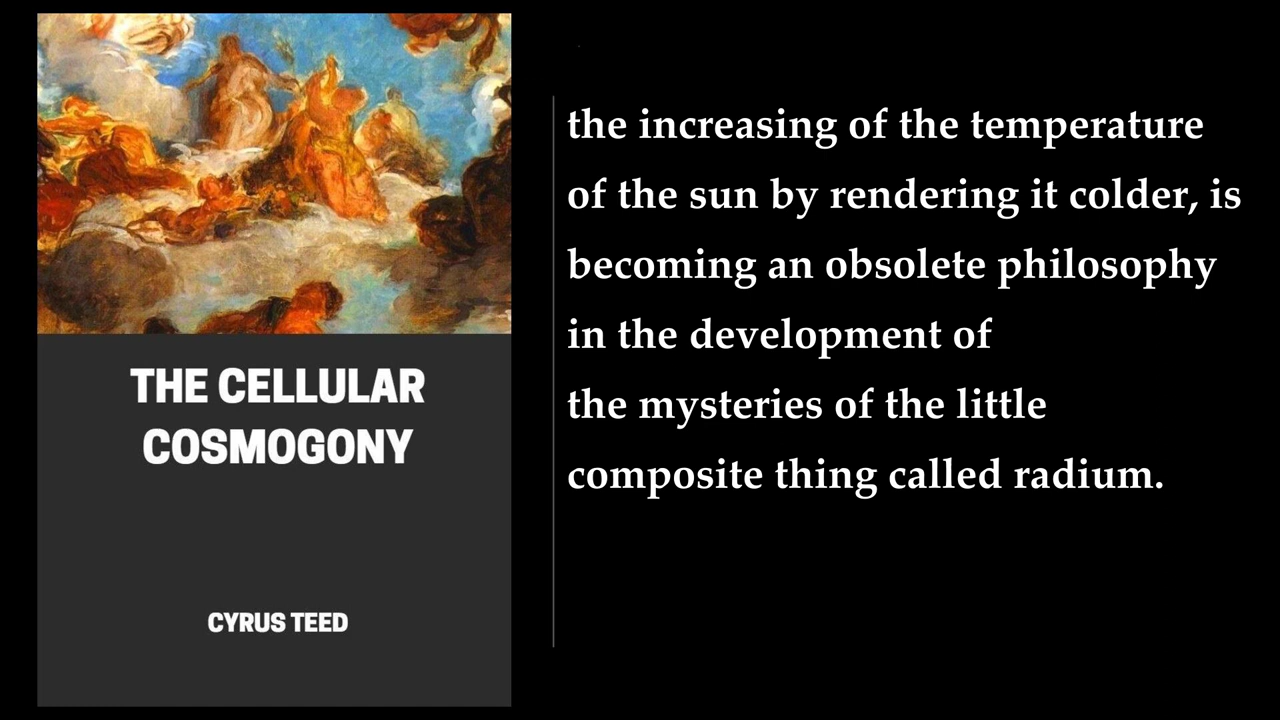 THE CELLULAR
COSMOGONY
CYRUS TEED
the increasing of the temperature
of the sun by rendering it colder, is
becoming an obsolete philosophy
in the development of
the mysteries of the little
composite thing called radium.